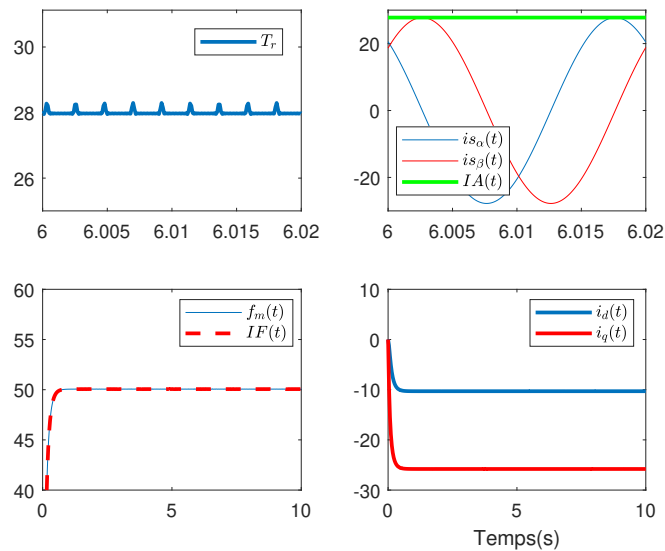 30
28
26
6 6.005 6.01 6.015 6.02
T_r
20
0
-20
6 6.005 6.01 6.015 6.02
is_α(t)
is_β(t)
IA(t)
60
55
50
45
40
0 5 10
f_m(t)
IF(t)
10
0
-10
-20
-30
0 5 10
i_d(t)
i_q(t)
Temps(s)